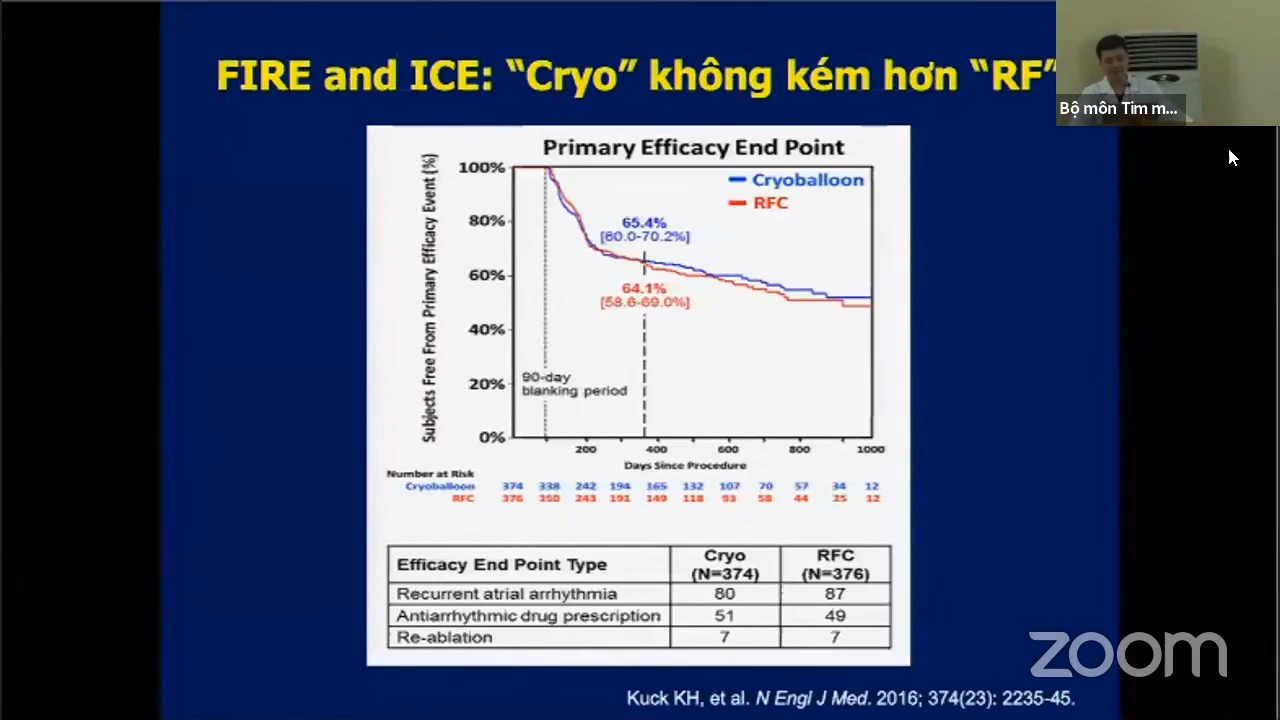 FIRE and ICE: “Cryo” không kém hơn “RF”
Bộ môn Tim m...
Primary Efficacy End Point
Subjects Free From Primary Efficacy Event (%)
100%
80%
60%
40%
20%
0%
Cryoballoon
RFC
65.4%
[60.0-70.2%]
64.1%
[58.6-69.0%]
90-day
blanking period
200 400 600 800 1000
Days Since Procedure
Number at Risk
Cryoballoon 374 338 242 194 165 132 107 70 57 34 12
RFC 376 350 243 191 149 118 93 58 44 25 12
Efficacy End Point Type Cryo (N=374) RFC (N=376)
Recurrent atrial arrhythmia 80 87
Antiarrhythmic drug prescription 51 49
Re-ablation 7 7
zoom
Kuck KH, et al. N Engl J Med. 2016; 374(23): 2235-45.